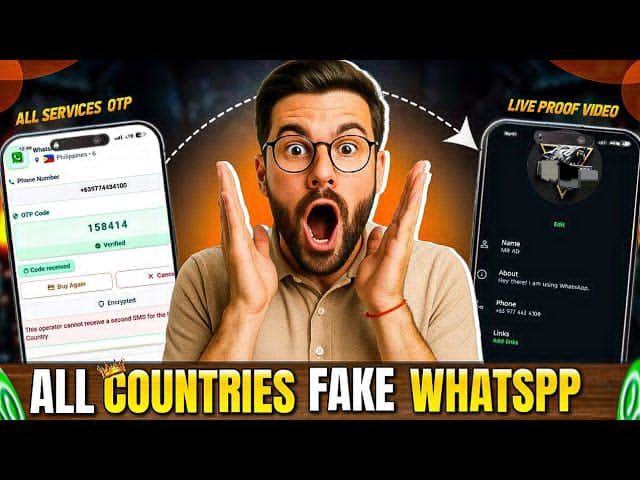 ALL SERVICES OTP
LIVE PROOF VIDEO
Philippines • 6
Phone Number
+639774434100
OTP Code
158414
Verified
Code received
Buy Again
Encrypted
This operator cannot receive a second SMS for the
Country
Edit
Name
About
Hey there! I am using WhatsApp.
Phone
Links
Add links
ALL COUNTRIES FAKE WHATSPP